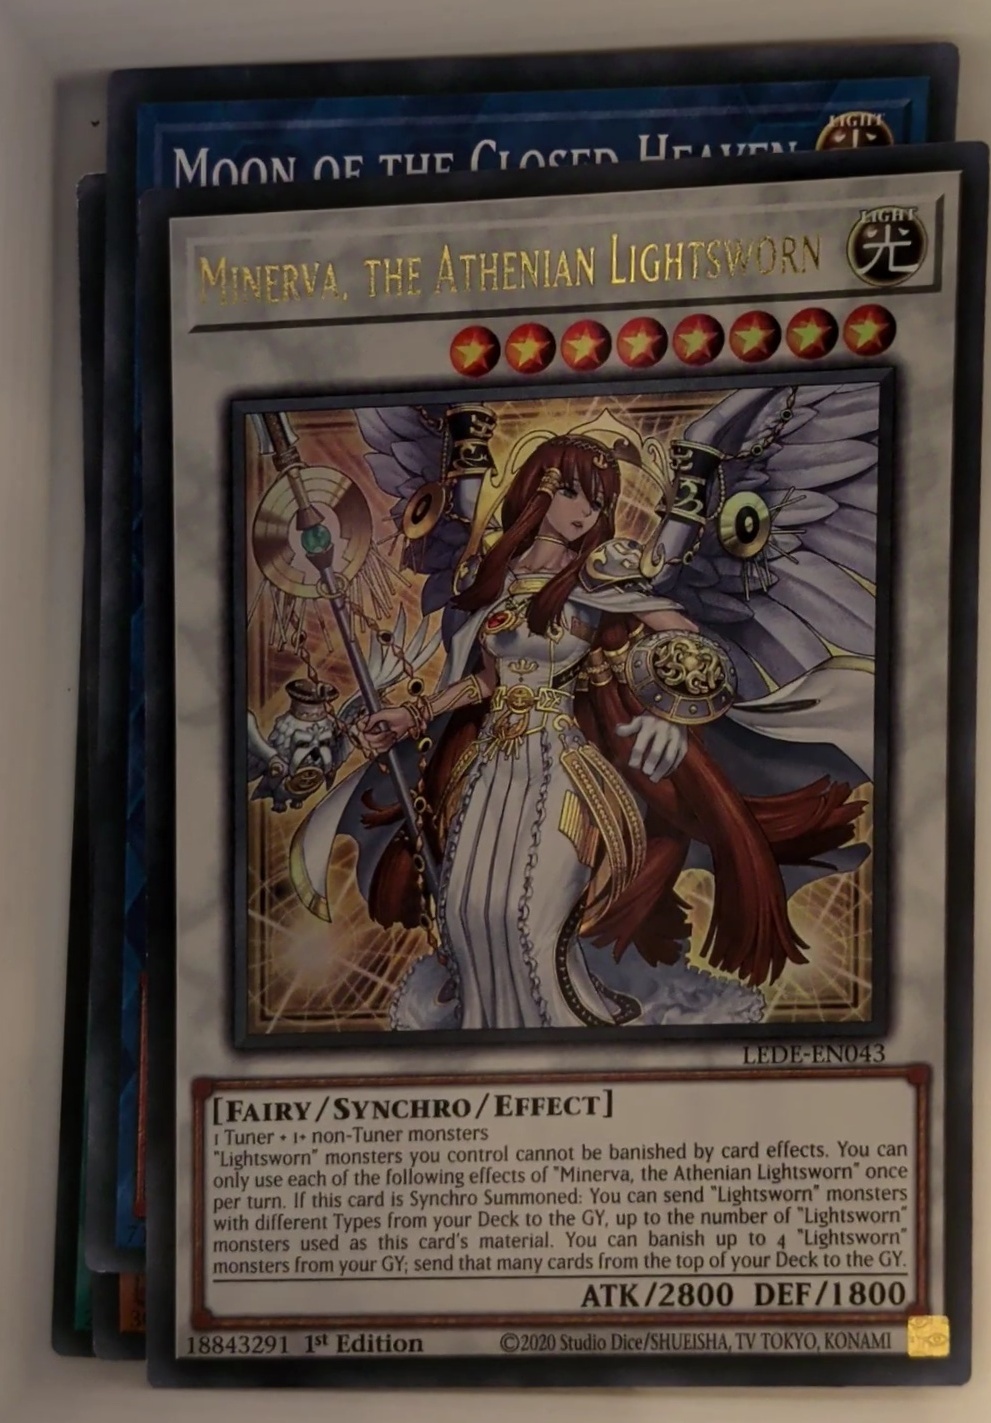 MOON OF THE CLOSED HEAVEN
LIGHT
MINERVA, THE ATHENIAN LIGHTSWORN
LIGHT
光
LEDE-EN043
[FAIRY/SYNCHRO/EFFECT]
1 Tuner + 1+ non-Tuner monsters
"Lightsworn" monsters you control cannot be banished by card effects. You can
only use each of the following effects of "Minerva, the Athenian Lightsworn" once
per turn. If this card is Synchro Summoned: You can send "Lightsworn" monsters
with different Types from your Deck to the GY, up to the number of "Lightsworn"
monsters used as this card's material. You can banish up to 4 "Lightsworn"
monsters from your GY; send that many cards from the top of your Deck to the GY.
ATK/2800 DEF/1800
18843291 1st Edition ©2020 Studio Dice/SHUEISHA, TV TOKYO, KONAMI